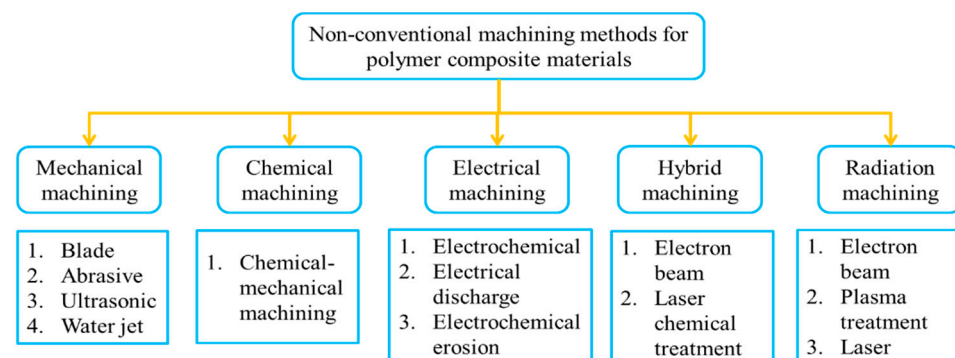 Non-conventional machining methods for
polymer composite materials
Mechanical
machining
Chemical
machining
Electrical
machining
Hybrid
machining
Radiation
machining
1. Blade
2. Abrasive
3. Ultrasonic
4. Water jet
1. Chemical-
mechanical
machining
1. Electrochemical
2. Electrical
discharge
3. Electrochemical
erosion
1. Electron
beam
2. Laser
chemical
treatment
1. Electron
beam
2. Plasma
treatment
3. Laser